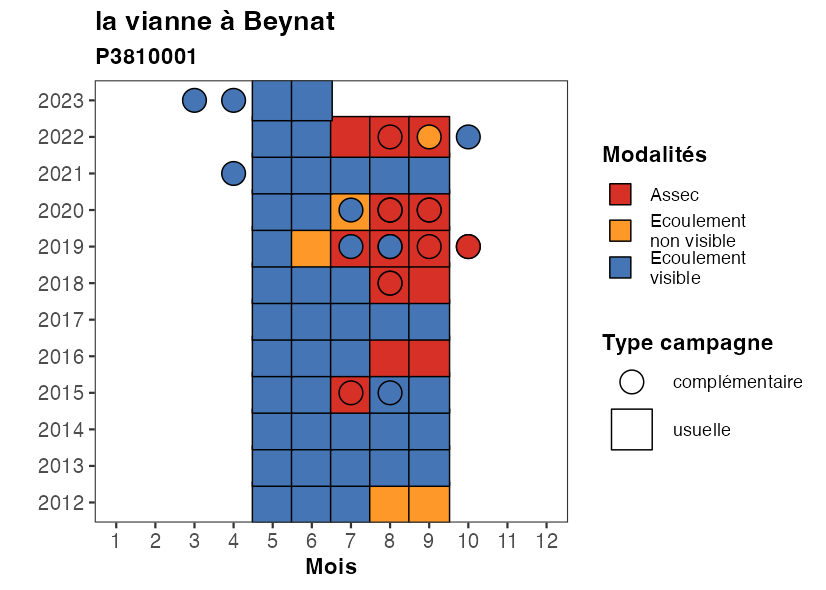 la vianne à Beynat
P3810001
2023
2022
2021
2020
2019
2018
2017
2016
2015
2014
2013
2012
1 2 3 4 5 6 7 8 9 10 11 12
Mois
Modalités
Assec
Ecoulement
non visible
Ecoulement
visible
Type campagne
complémentaire
usuelle